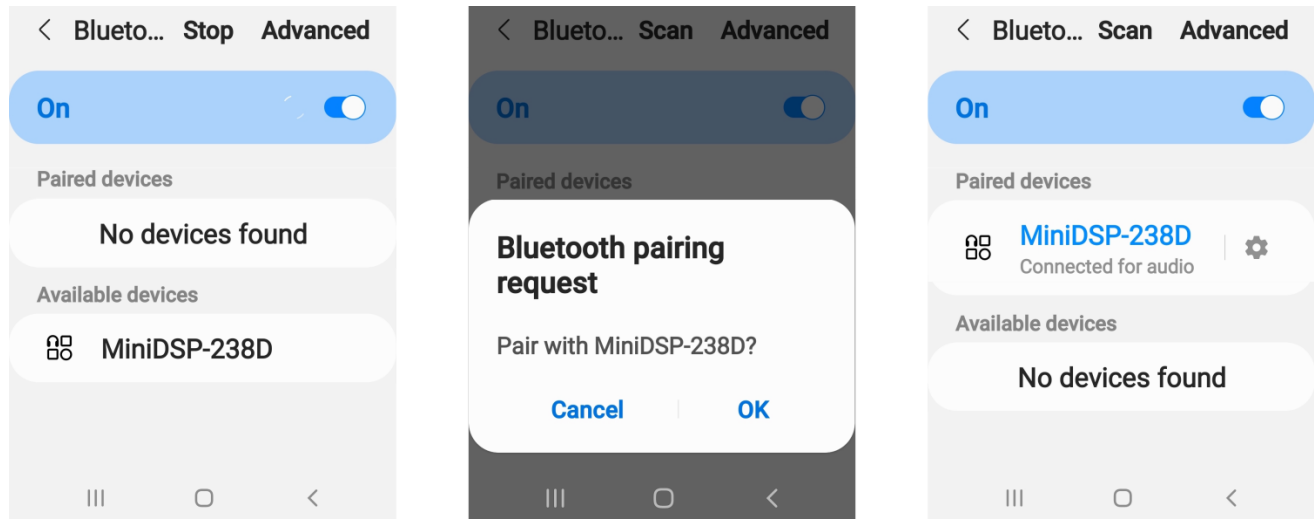 Blueto... Stop Advanced
On
Paired devices
No devices found
Available devices
MiniDSP-238D
Blueto... Scan Advanced
On
Paired devices
Bluetooth pairing
request
Pair with MiniDSP-238D?
Cancel OK
Blueto... Scan Advanced
On
Paired devices
MiniDSP-238D
Connected for audio
Available devices
No devices found